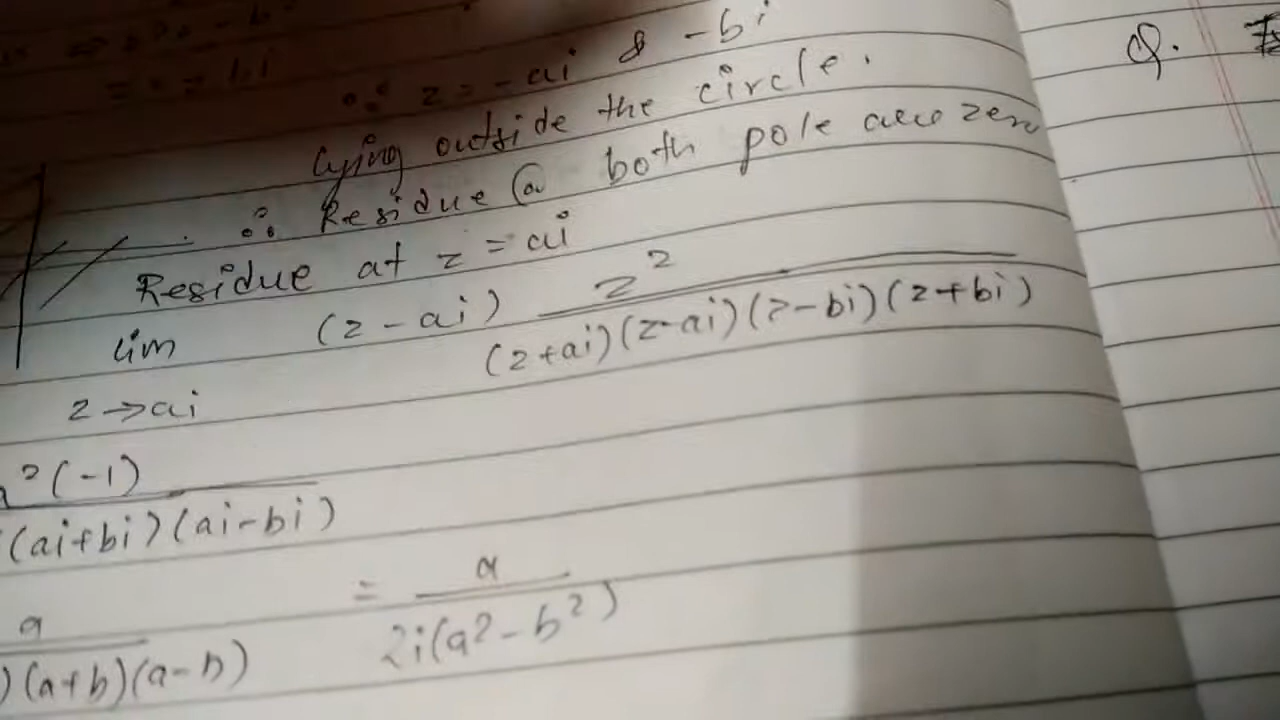 ∴ z = -ai & -bi
lying outside the circle.
∴ Residue @ both pole are zero
Residue at z = ai
lim (z - ai) z²
(z+ai)(z-ai)(z-bi)(z+bi)
z→ai
²(-1)
(ai+bi)(ai-bi)
a
)(a+b)(a-b)
= a
2i(a²-b²)
Q.